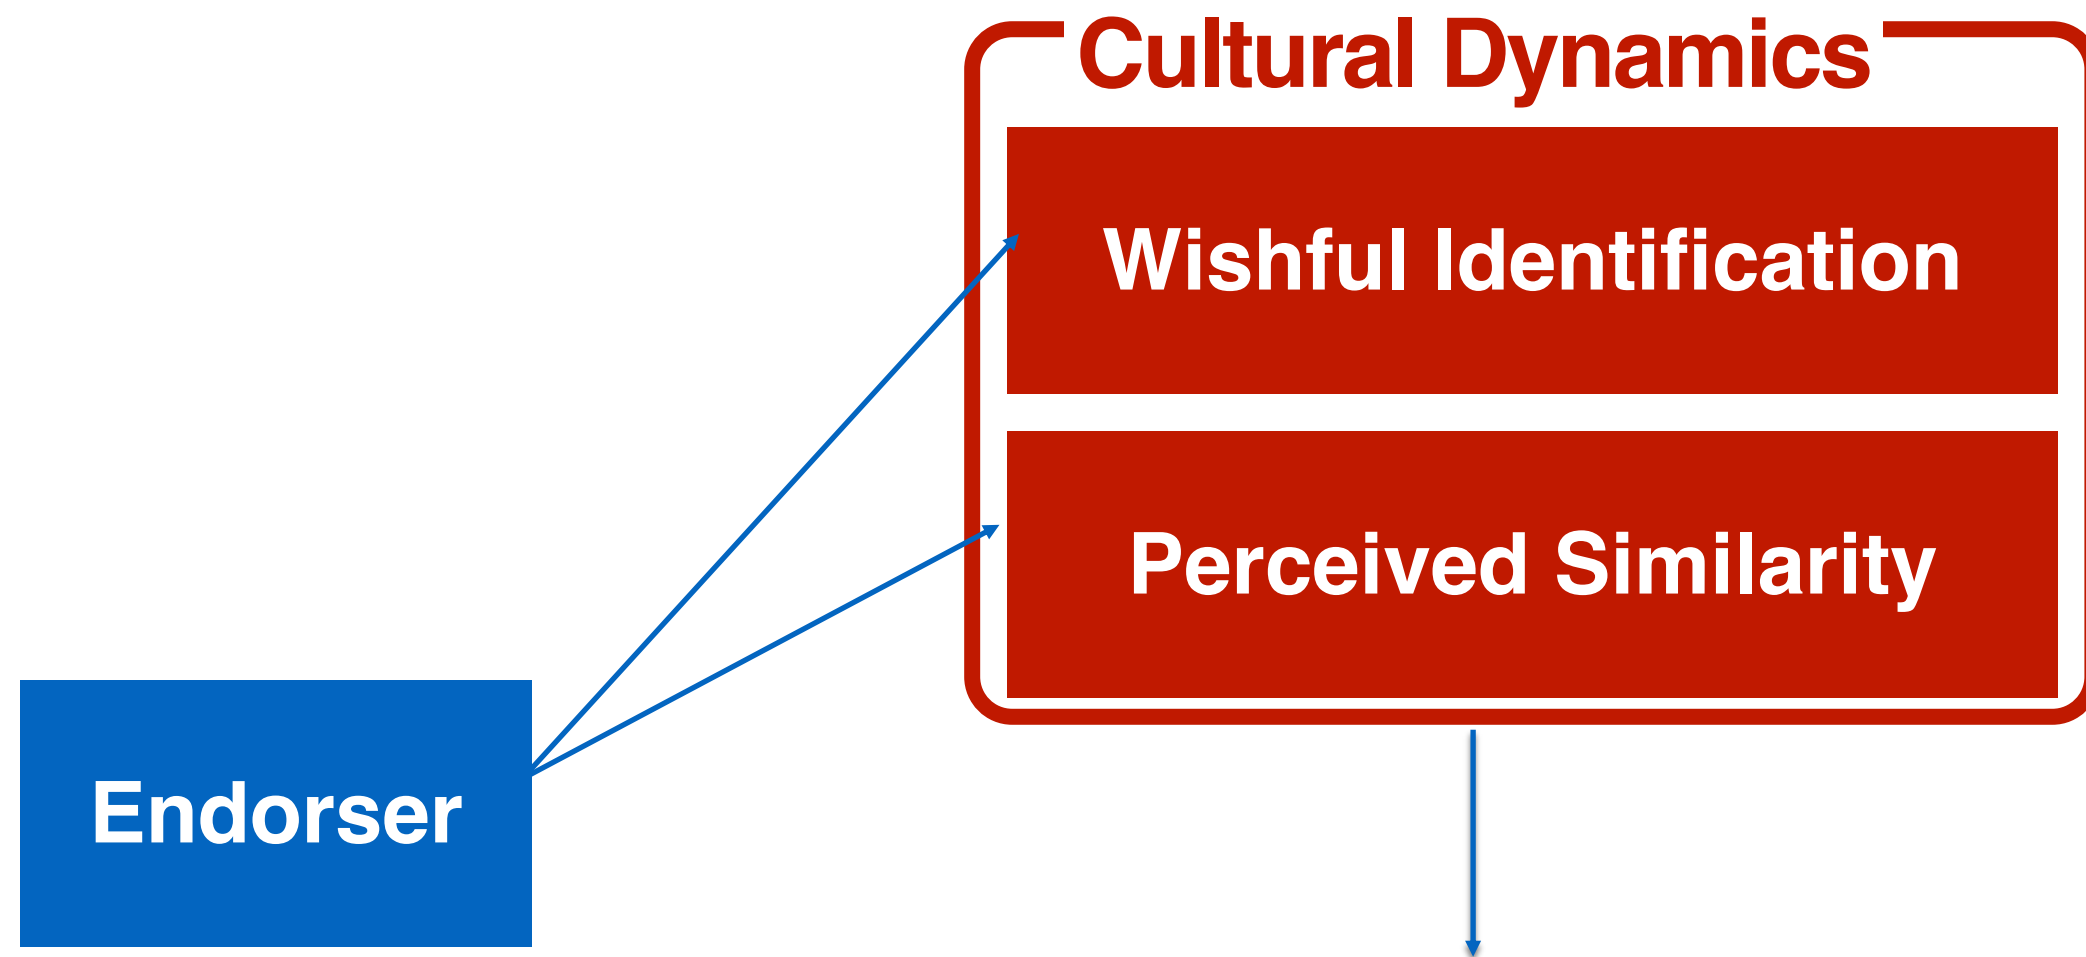 Cultural Dynamics
Wishful Identification
Perceived Similarity
Endorser